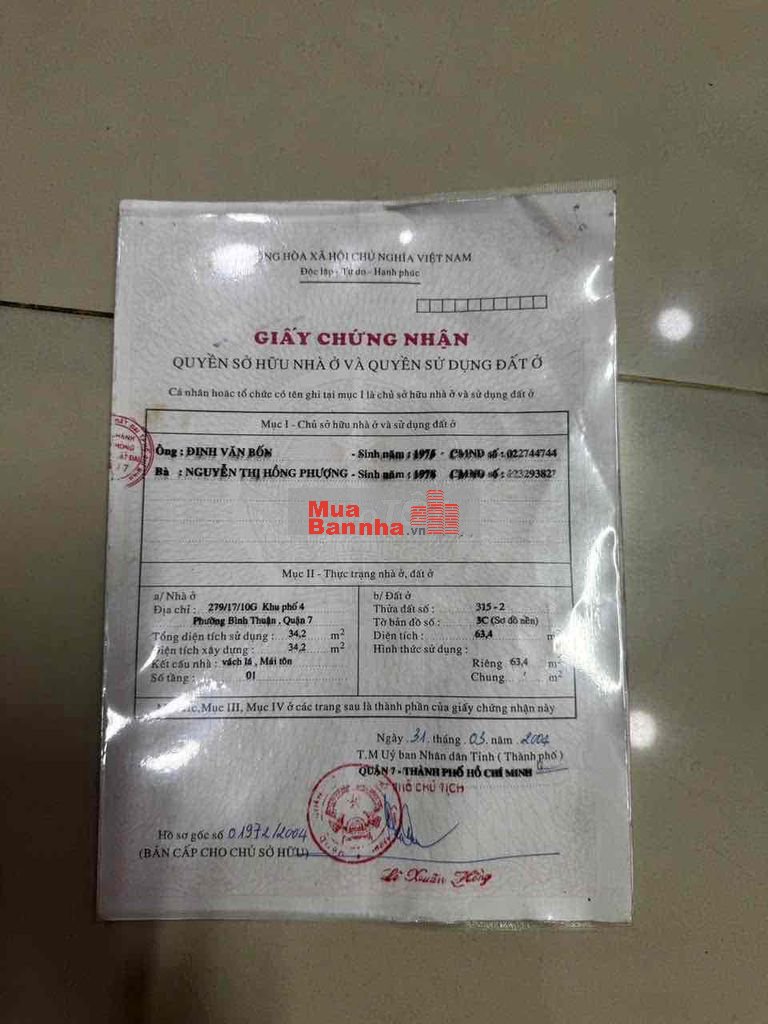 HÒA XÃ HỘI CHỦ NGHĨA VIỆT NAM
Độc lập - Tự do - Hạnh phúc
GIẤY CHỨNG NHẬN
QUYỀN SỞ HỮU NHÀ Ở VÀ QUYỀN SỬ DỤNG ĐẤT Ở
Cá nhân hoặc tổ chức có tên ghi tại mục I là chủ sở hữu nhà ở và sử dụng đất ở
Mục I - Chủ sở hữu nhà ở và sử dụng đất ở
Ông : ĐINH VĂN BỐN - Sinh năm : - CMND số : 022744744
Bà : NGUYỄN THỊ HỒNG PHƯỢNG - Sinh năm : 1978 CMND số :
Mua
Bannha.vn
Mục II - Thực trạng nhà ở, đất ở
a/ Nhà ở
Địa chỉ : 279/17/10G Khu phố 4
Phường Bình Thuận , Quận 7
Tổng diện tích sử dụng : 34,2 m2
Diện tích xây dựng : 34,2 m2
Kết cấu nhà : vách lá , Mái tôn
Số tầng : 01
b/ Đất ở
Thửa đất số : 315 - 2
Tờ bản đồ số : 3C (Sơ đồ nền)
Diện tích : 63,4 m
Hình thức sử dụng :
Riêng 63,4 m2
Chung / m2
Mục III, Mục IV ở các trang sau là thành phần của giấy chứng nhận này
Ngày 31 tháng 03 năm 2004
T.M Uỷ ban Nhân dân Tỉnh ( Thành phố )
QUẬN 7 - THÀNH PHỐ HỒ CHÍ MINH
PHÓ CHỦ TỊCH
Hồ sơ gốc số 01972/2004
(BẢN CẤP CHO CHỦ SỞ HỮU)
Lê Xuân Hồng